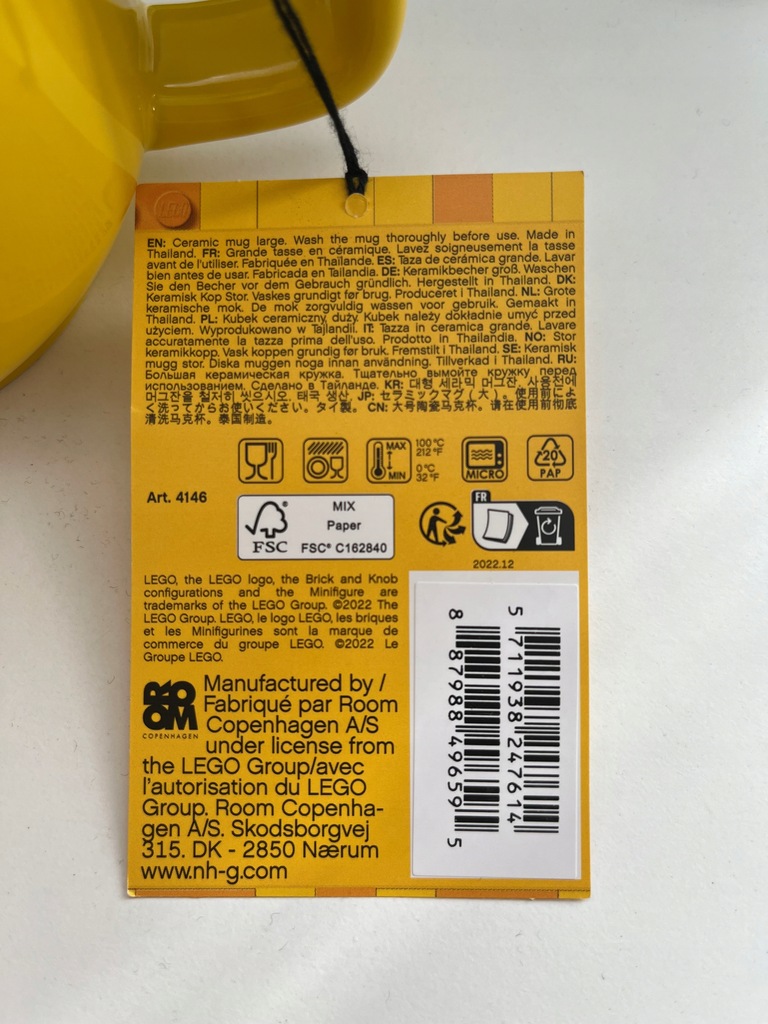 LEGO
EN: Ceramic mug large. Wash the mug thoroughly before use. Made in
Thailand. FR: Grande tasse en céramique. Lavez soigneusement la tasse
avant de l'utiliser. Fabriquée en Thaïlande. ES: Taza de cerámica grande. Lavar
bien antes de usar. Fabricada en Tailandia. DE: Keramikbecher groß. Waschen
Sie den Becher vor dem Gebrauch gründlich. Hergestellt in Thailand. DK:
Keramisk Kop Stor. Vaskes grundigt før brug. Produceret i Thailand. NL: Grote
keramische mok. De mok zorgvuldig wassen voor gebruik. Gemaakt in
Thailand. PL: Kubek ceramiczny, duży. Kubek należy dokładnie umyć przed
użyciem. Wyprodukowano w Tajlandii. IT: Tazza in ceramica grande. Lavare
accuratamente la tazza prima dell'uso. Prodotto in Thailandia. NO: Stor
keramikkopp. Vask koppen grundig før bruk. Fremstilt i Thailand. SE: Keramisk
mugg stor. Diska muggen noga innan användning. Tillverkad i Thailand. RU:
Большая керамическая кружка. Тщательно вымойте кружку перед
использованием. Сделано в Таиланде. KR: 대형 세라믹 머그잔. 사용전에
머그잔을 철저히 씻으시오. 태국 생산. JP: セラミックマグ(大)。使用前によ
く洗ってからお使いください。タイ製。CN: 大号陶瓷马克杯。请在使用前彻底
清洗马克杯。泰国制造。
MAX
MIN
100 °C
212 °F
0 °C
32 °F
MICRO
20
PAP
Art. 4146
FSC
MIX
Paper
FSC® C162840
FR
2022.12
LEGO, the LEGO logo, the Brick and Knob
configurations and the Minifigure are
trademarks of the LEGO Group. ©2022 The
LEGO Group. LEGO, le logo LEGO, les briques
et les Minifigurines sont la marque de
commerce du groupe LEGO. ©2022 Le
Groupe LEGO.
ROOM
COPENHAGEN
Manufactured by /
Fabriqué par Room
Copenhagen A/S
under license from
the LEGO Group/avec
l'autorisation du LEGO
Group. Room Copenha-
gen A/S. Skodsborgvej
315. DK - 2850 Nærum
www.nh-g.com
5 711938 247614
8 87988 49659 5